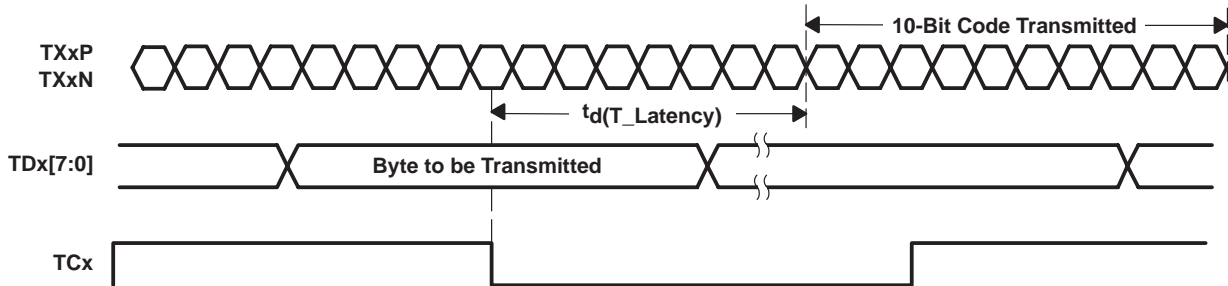 10-Bit Code Transmitted
TXxP
TXxN
td(T_Latency)
TDx[7:0]
Byte to be Transmitted
TCx